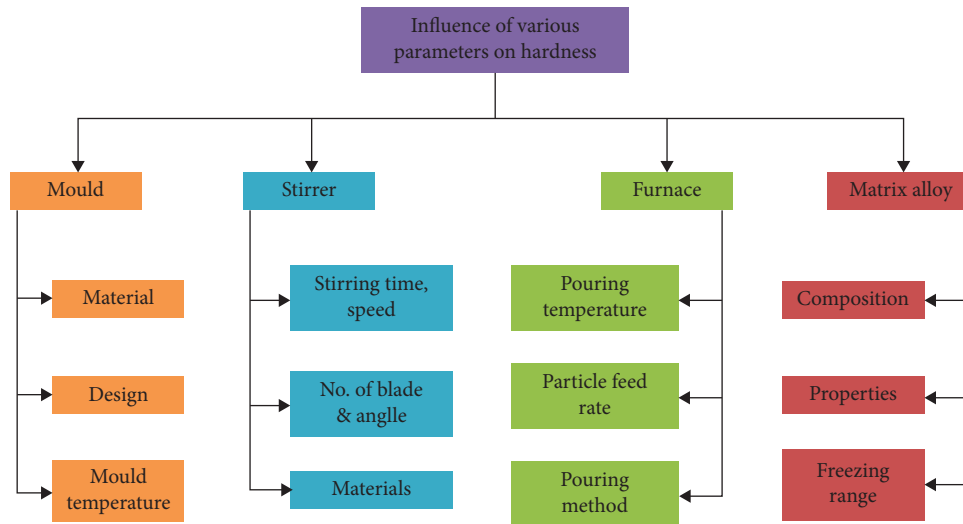 Influence of various
parameters on hardness
Mould
Stirrer
Furnace
Matrix alloy
Material
Design
Mould
temperature
Stirring time,
speed
No. of blade
& anglle
Materials
Pouring
temperature
Particle feed
rate
Pouring
method
Composition
Properties
Freezing
range